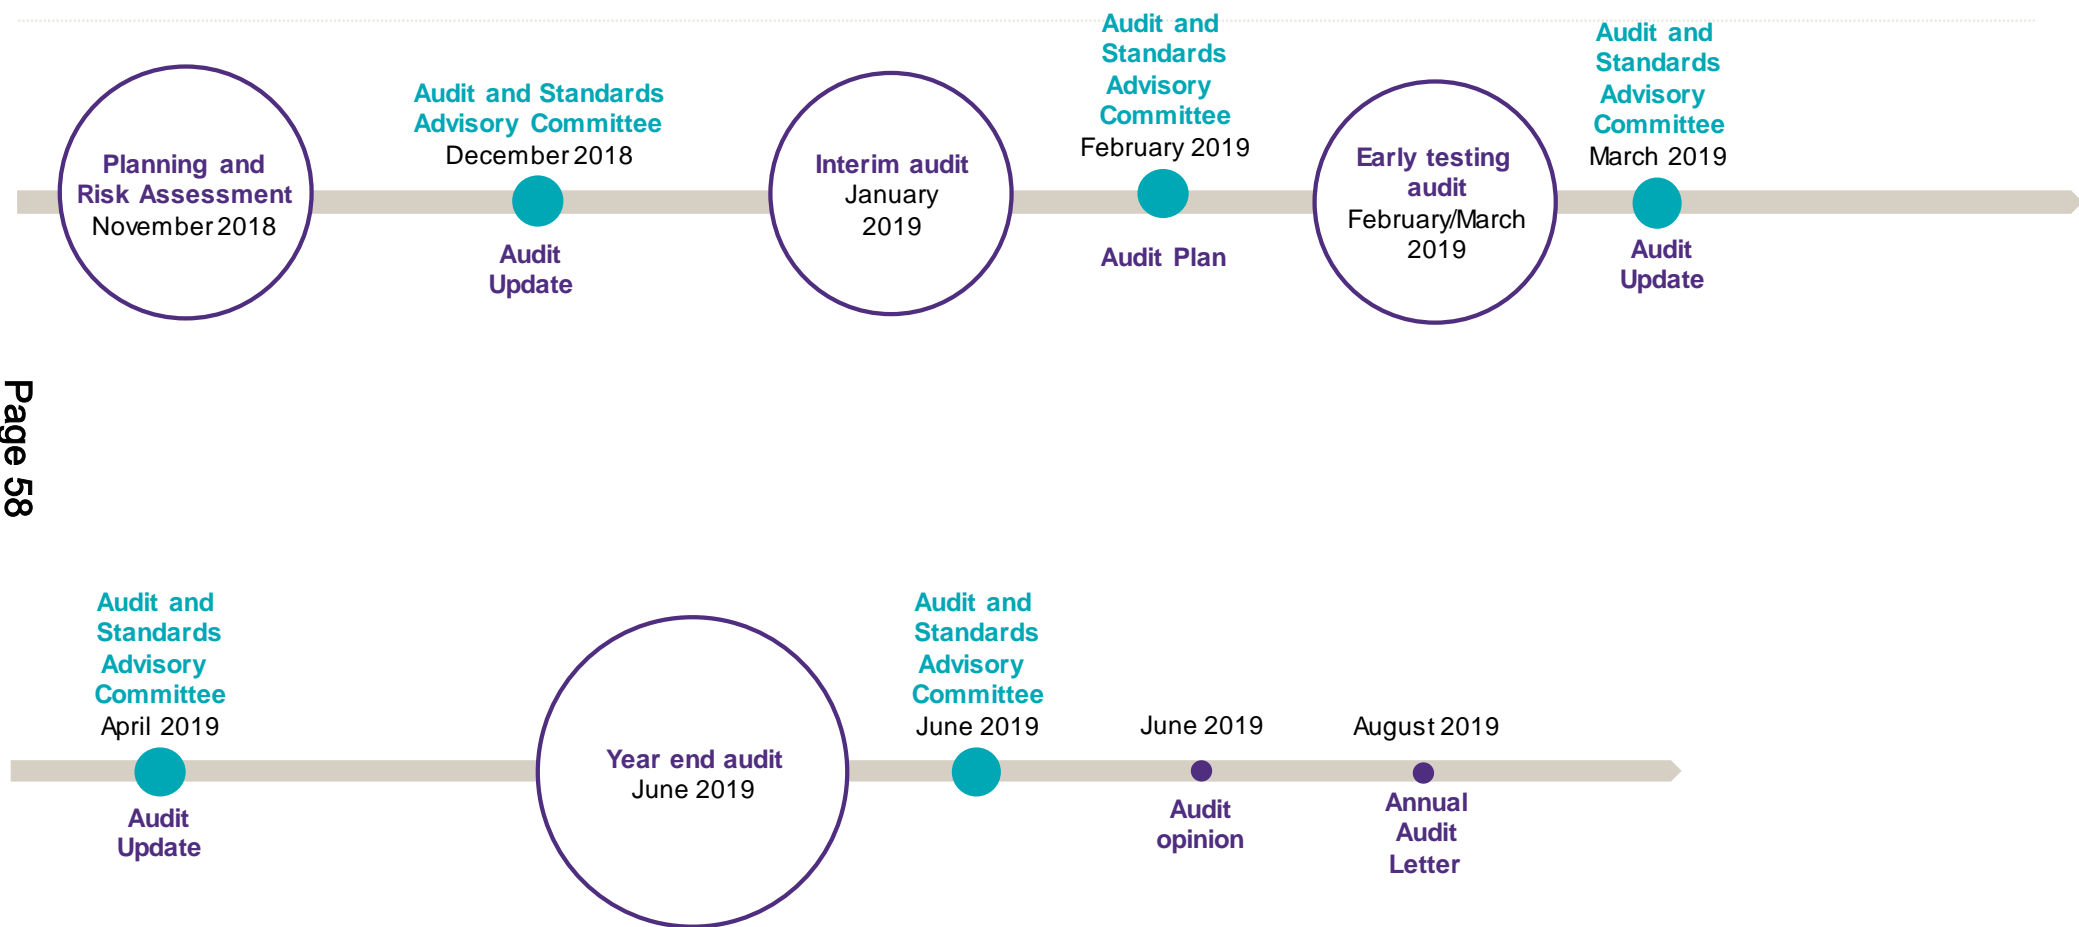 Planning and
Risk Assessment
November 2018
Audit and Standards
Advisory Committee
December 2018
Audit
Update
Interim audit
January
2019
Audit and
Standards
Advisory
Committee
February 2019
Audit Plan
Early testing
audit
February/March
2019
Audit and
Standards
Advisory
Committee
March 2019
Audit
Update
Page 58
Audit and
Standards
Advisory
Committee
April 2019
Audit
Update
Year end audit
June 2019
Audit and
Standards
Advisory
Committee
June 2019
June 2019
Audit
opinion
August 2019
Annual
Audit
Letter